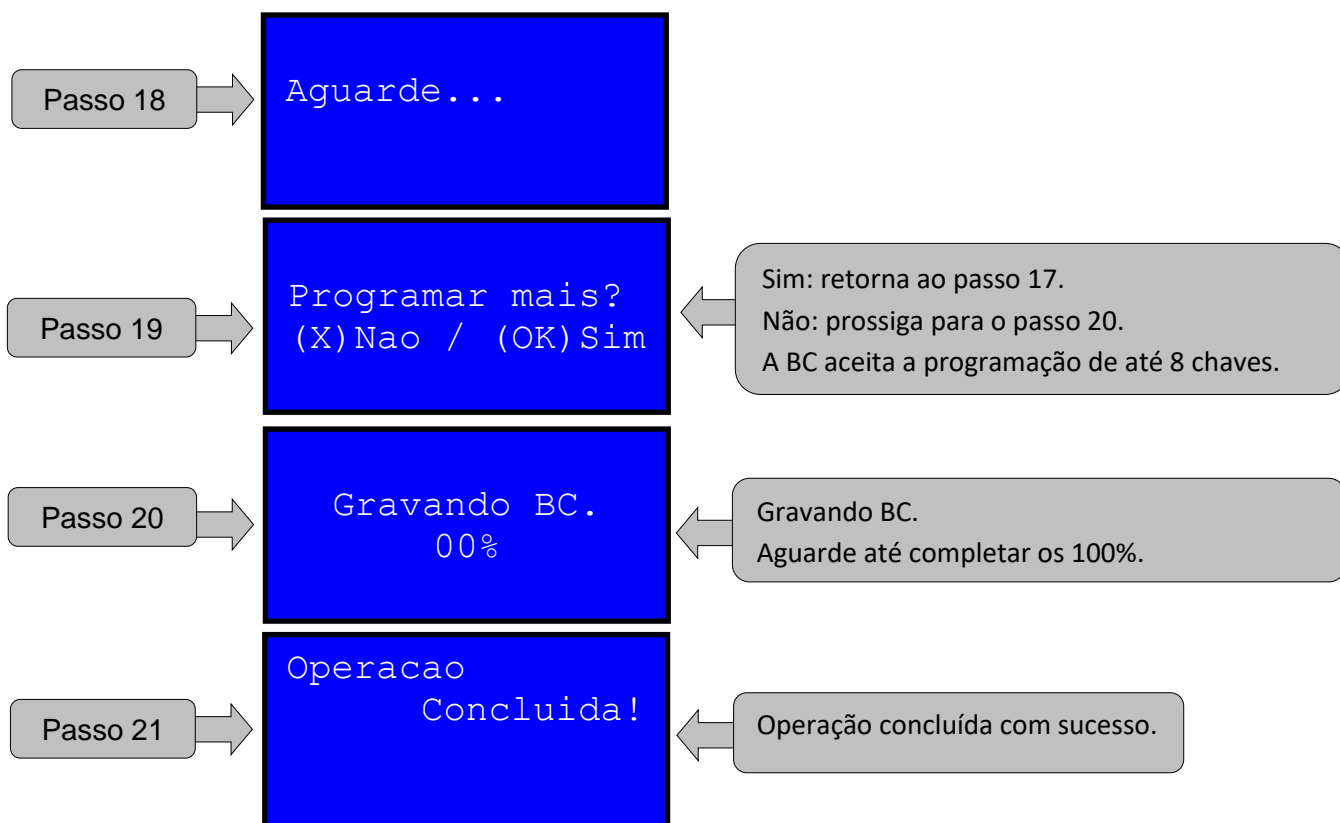 Passo 18
Aguarde...
Passo 19
Programar mais?
(X)Nao / (OK)Sim
Sim: retorna ao passo 17.
Não: prossiga para o passo 20.
A BC aceita a programação de até 8 chaves.
Passo 20
Gravando BC.
00%
Gravando BC.
Aguarde até completar os 100%.
Passo 21
Operacao
Concluida!
Operação concluída com sucesso.